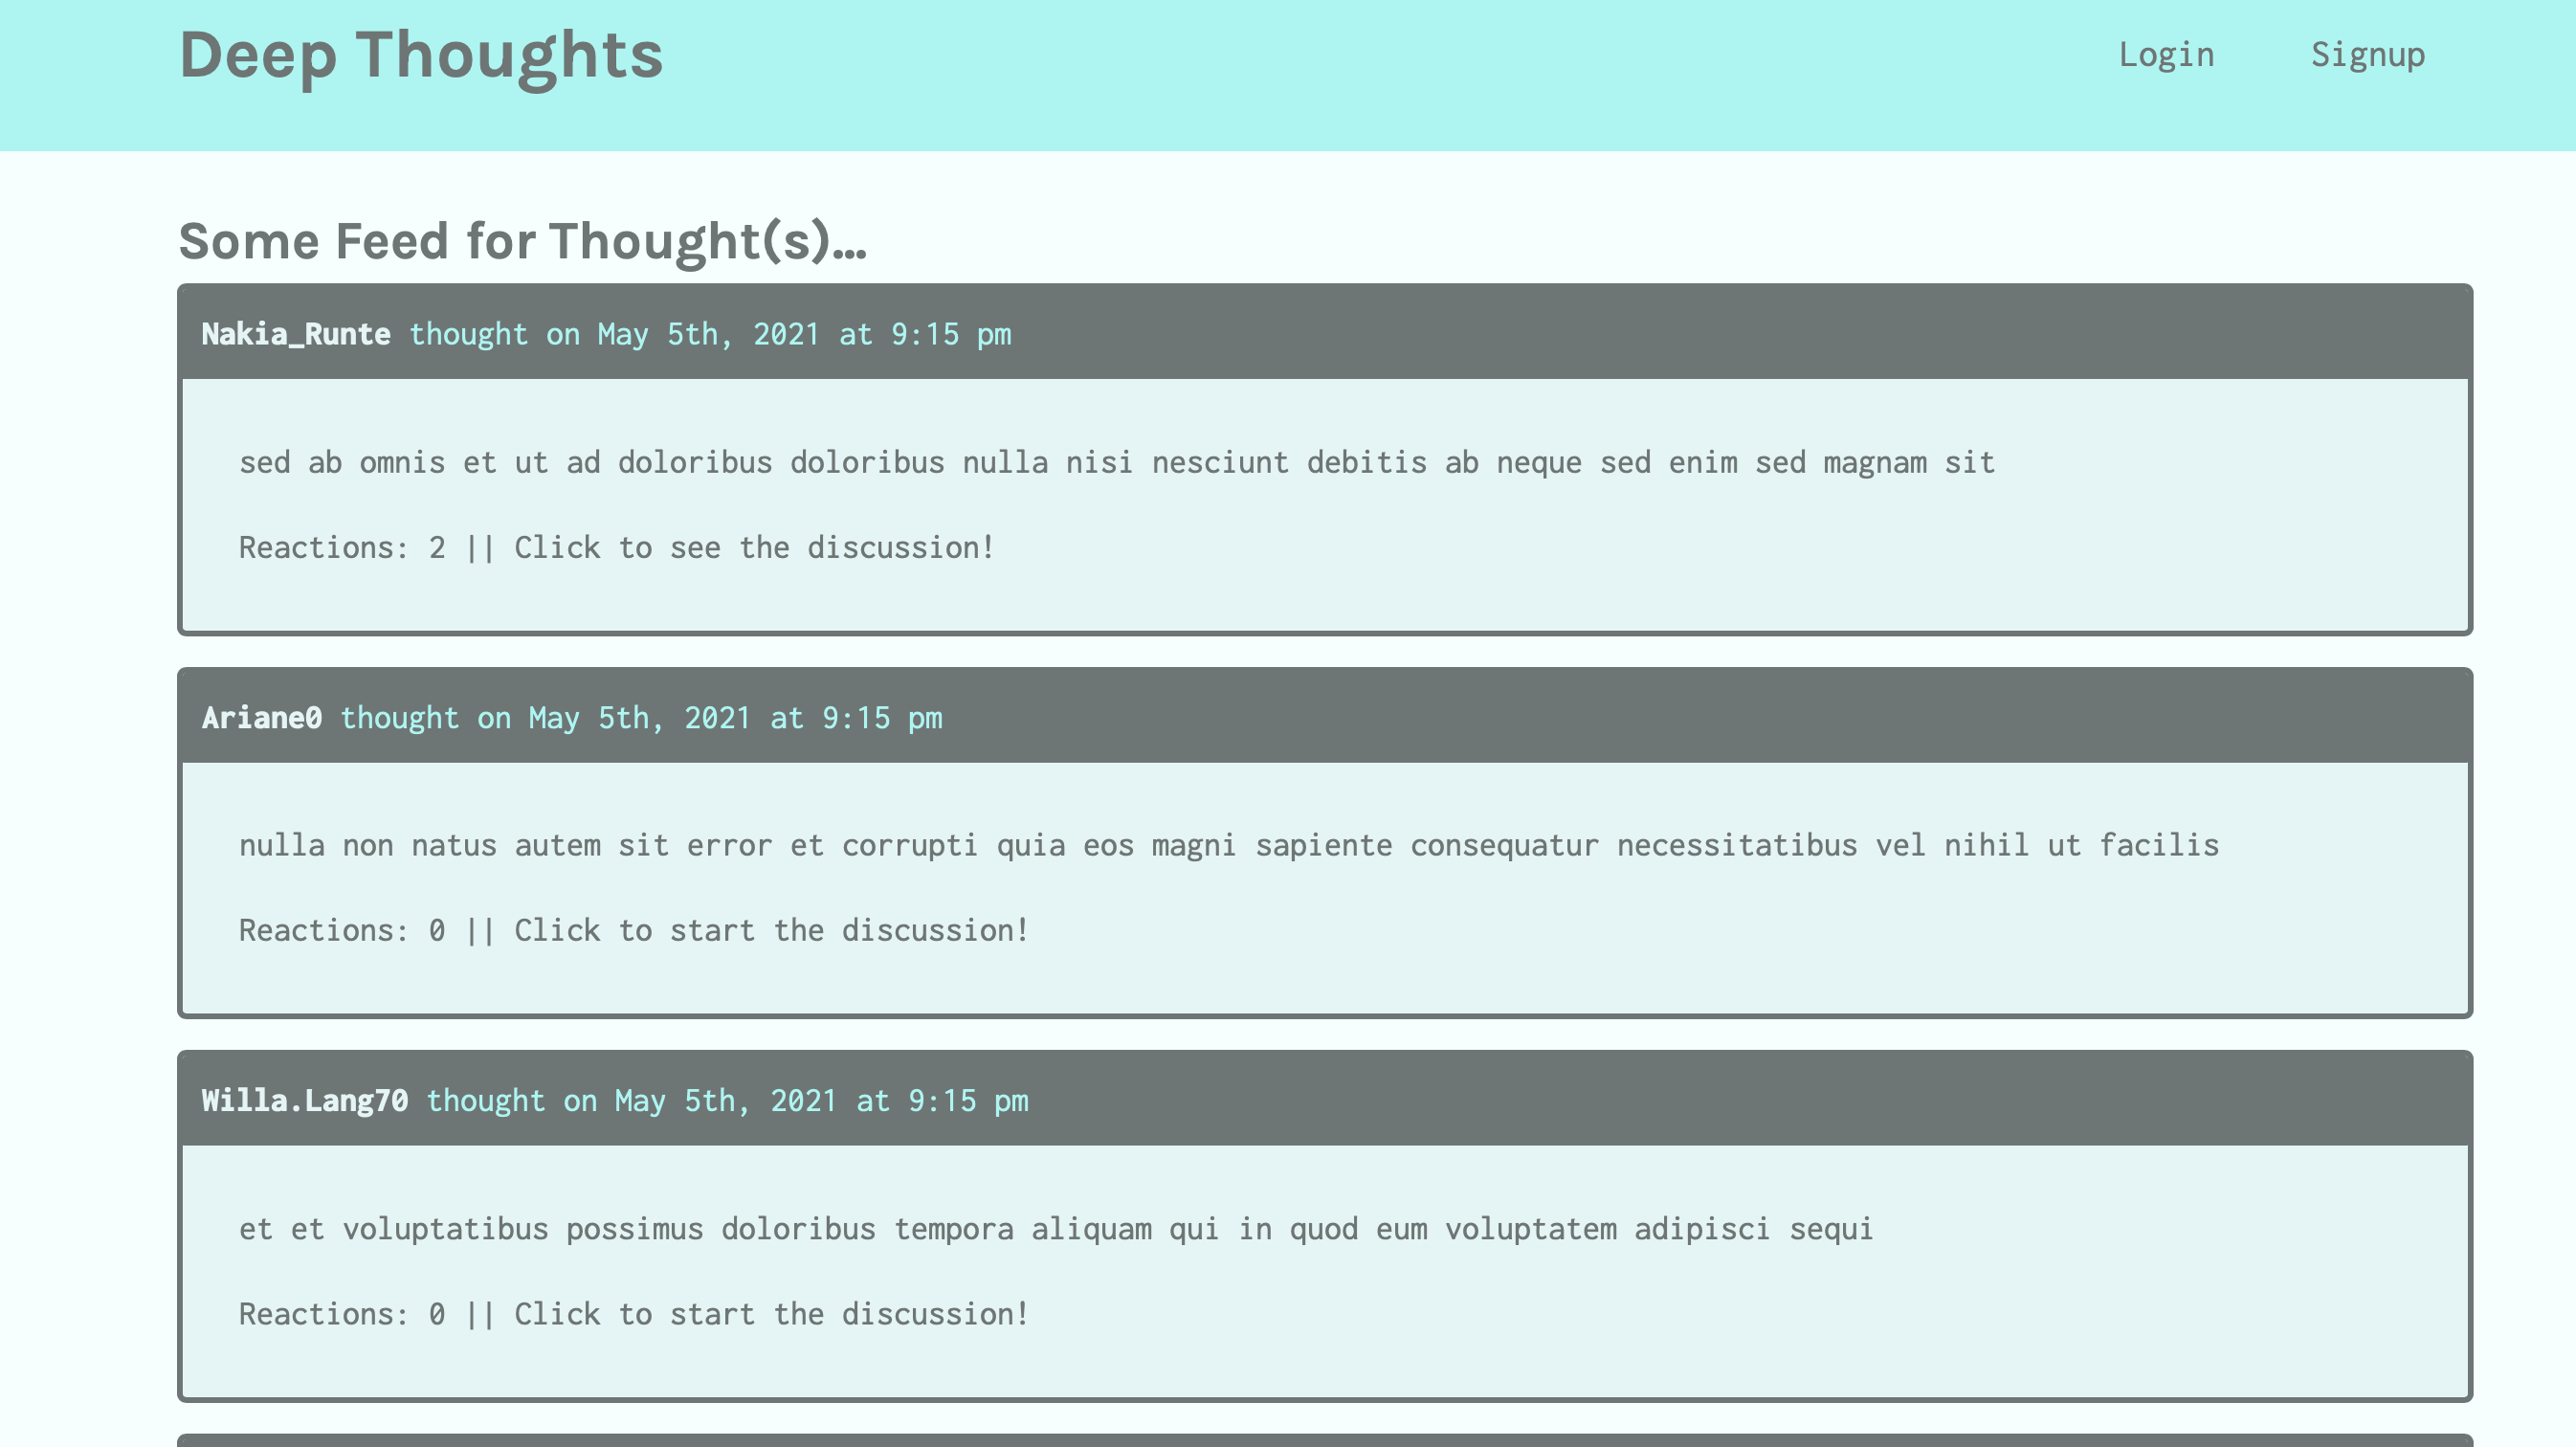 Deep Thoughts
Login
Signup
Some Feed for Thought(s)...
Nakia_Runte thought on May 5th, 2021 at 9:15 pm
sed ab omnis et ut ad doloribus doloribus nulla nisi nesciunt debitis ab neque sed enim sed magnam sit
Reactions: 2 || Click to see the discussion!
Ariane0 thought on May 5th, 2021 at 9:15 pm
nulla non natus autem sit error et corrupti quia eos magni sapiente consequatur necessitatibus vel nihil ut facilis
Reactions: 0 || Click to start the discussion!
Willa.Lang70 thought on May 5th, 2021 at 9:15 pm
et et voluptatibus possimus doloribus tempora aliquam qui in quod eum voluptatem adipisci sequi
Reactions: 0 || Click to start the discussion!